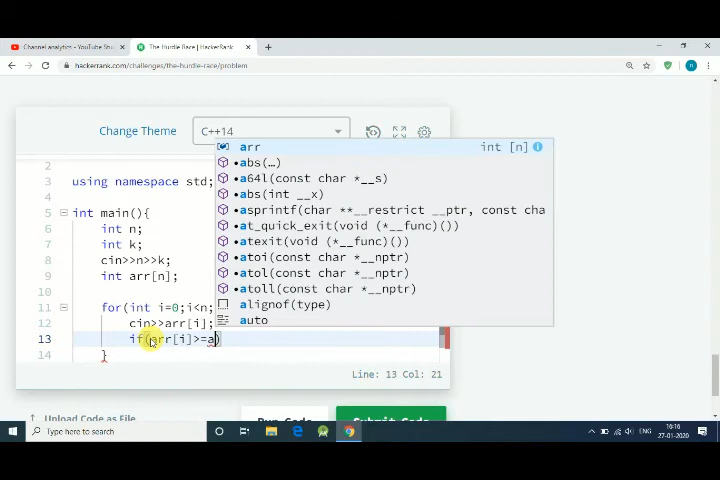 Channel analytics - YouTube Stu
The Hurdle Race | HackerRank
hackerrank.com/challenges/the-hurdle-race/problem
Change Theme
C++14
2
3 using namespace std;
4
5 int main(){
6 int n;
7 int k;
8 cin>>n>>k;
9 int arr[n];
10
11 for(int i=0;i<n;
12 cin>>arr[i];
13 if(arr[i]>=a)
14 }
arr int [n]
abs(…)
a64l(const char *__s)
abs(int __x)
asprintf(char **__restrict __ptr, const cha
at_quick_exit(void (*__func)())
atexit(void (*__func)())
atoi(const char *__nptr)
atol(const char *__nptr)
atoll(const char *__nptr)
alignof(type)
auto
Line: 13 Col: 21
Upload Code as File
Run Code
Submit Code
Type here to search
ENG
16:16
27-01-2020